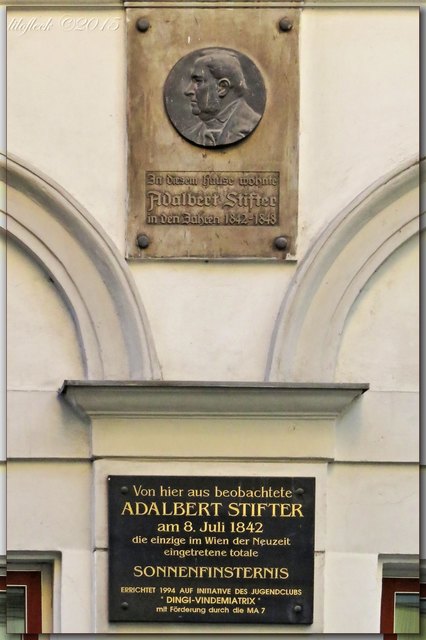 lilofleck ©2015
In diesem Hause wohnte
Adalbert Stifter
in den Jahren 1842-1848
Von hier aus beobachtete
ADALBERT STIFTER
am 8. Juli 1842
die einzige im Wien der Neuzeit
eingetretene totale
SONNENFINSTERNIS
ERRICHTET 1994 AUF INITIATIVE DES JUGENDCLUBS
"DINGI-VINDEMIATRIX"
mit Förderung durch die MA 7